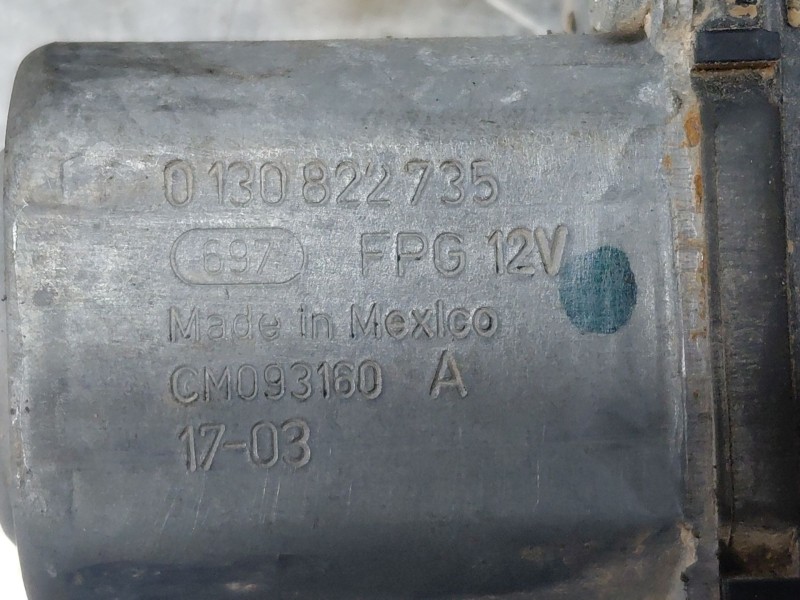 0 130 822 735
697 FPG 12V
Made in Mexico
CM093160 A
17-03